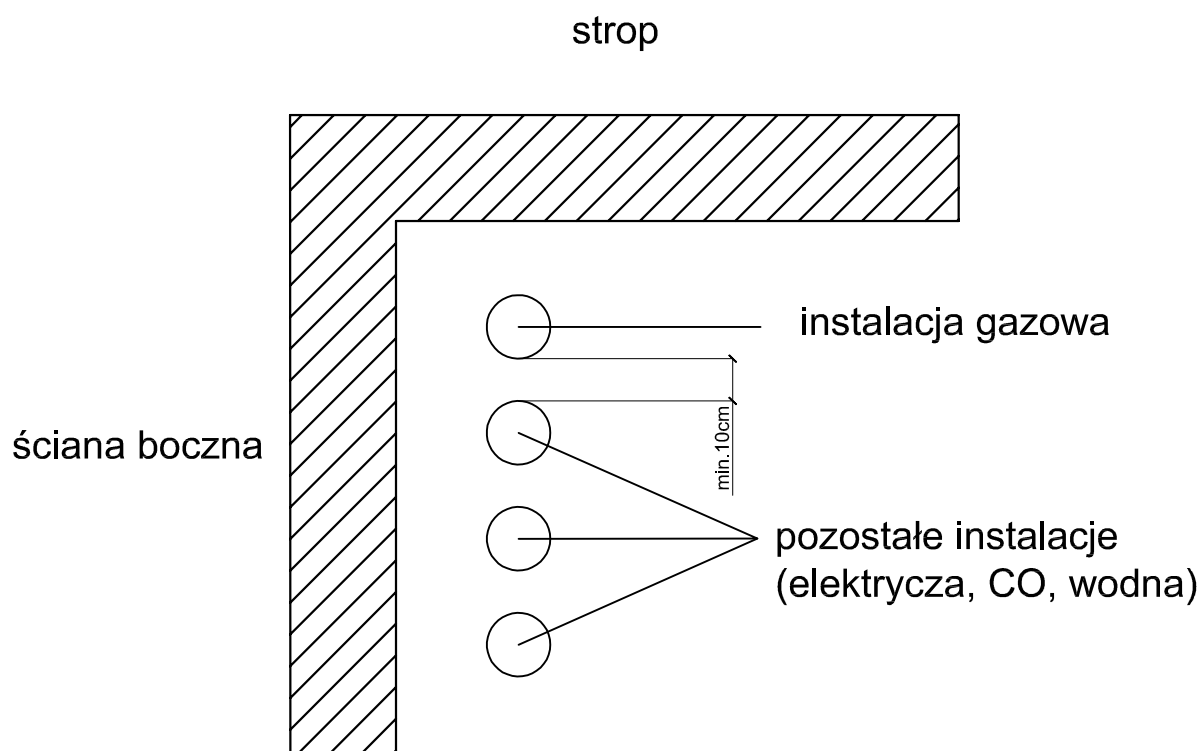 strop
instalacja gazowa
min.10cm
ściana boczna
pozostałe instalacje
(elektrycza, CO, wodna)